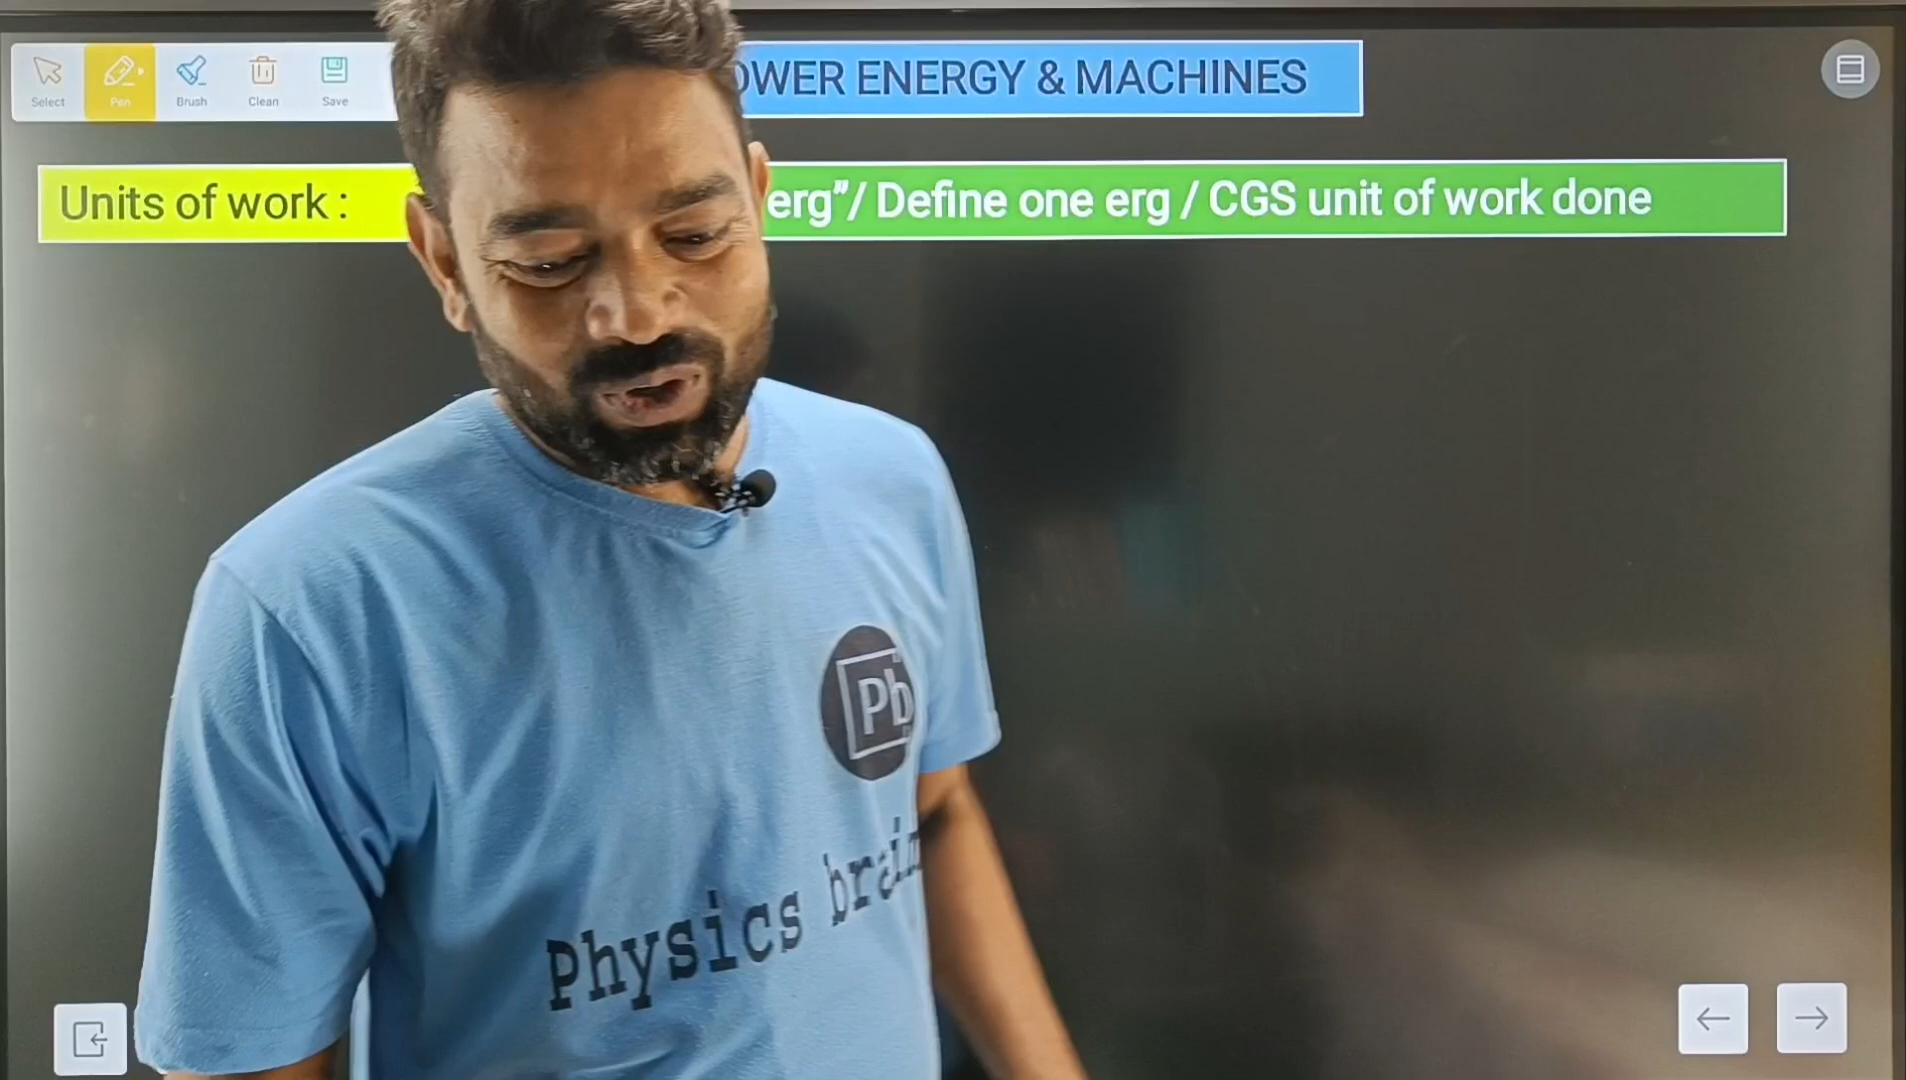 Select
Pen
Brush
Clean
Save
ENERGY & MACHINES
Units of work :
erg”/ Define one erg / CGS unit of work done
Pb
Physics